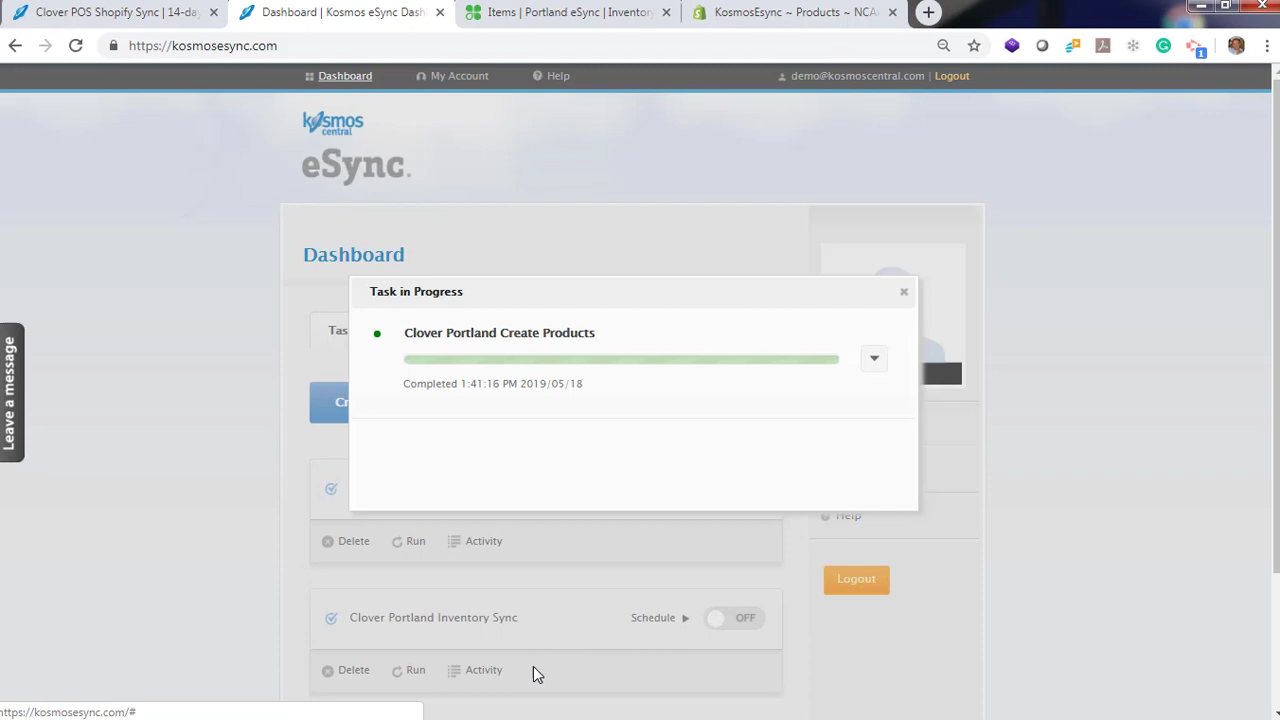 Clover POS Shopify Sync | 14-day
Dashboard | Kosmos eSync Dash
Items | Portland eSync | Inventory
KosmosEsync ~ Products ~ NCA
https://kosmosesync.com
1
Dashboard
My Account
Help
demo@kosmoscentral.com | Logout
kosmos
central
eSync.
Dashboard
Task in Progress
Tas
Clover Portland Create Products
Completed 1:41:16 PM 2019/05/18
Cr
Leave a message
Help
Delete
Run
Activity
Logout
Clover Portland Inventory Sync
Schedule
OFF
Delete
Run
Activity
https://kosmosesync.com/#